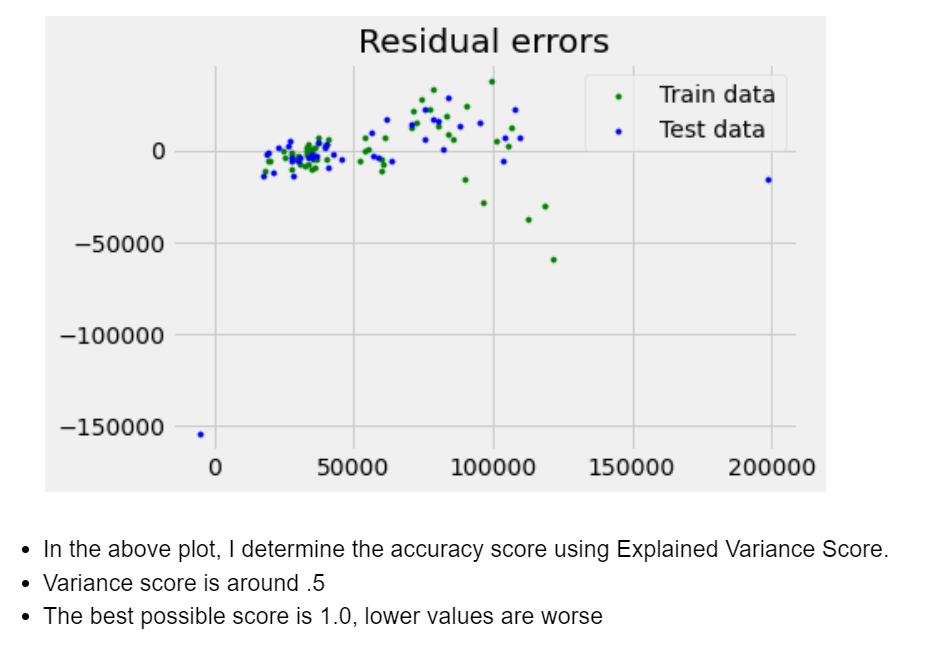 Residual errors
Train data
Test data
0
−50000
−100000
−150000
0 50000 100000 150000 200000
• In the above plot, I determine the accuracy score using Explained Variance Score.
• Variance score is around .5
• The best possible score is 1.0, lower values are worse